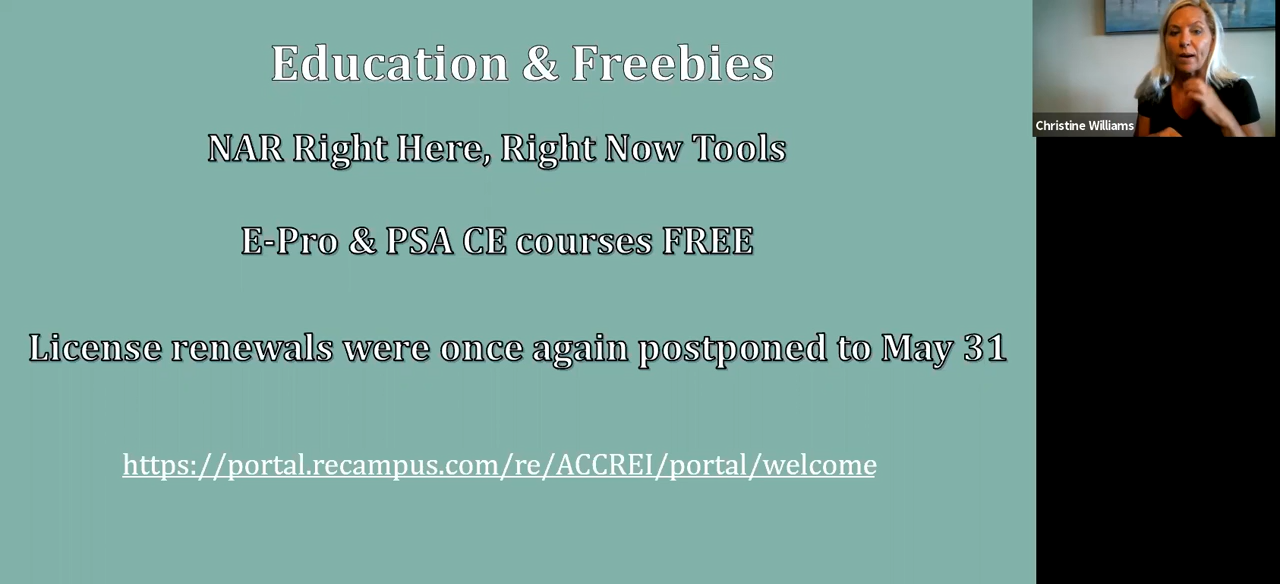 Education & Freebies
NAR Right Here, Right Now Tools
E-Pro & PSA CE courses FREE
License renewals were once again postponed to May 31
https://portal.recampus.com/re/ACCREI/portal/welcome
Christine Williams